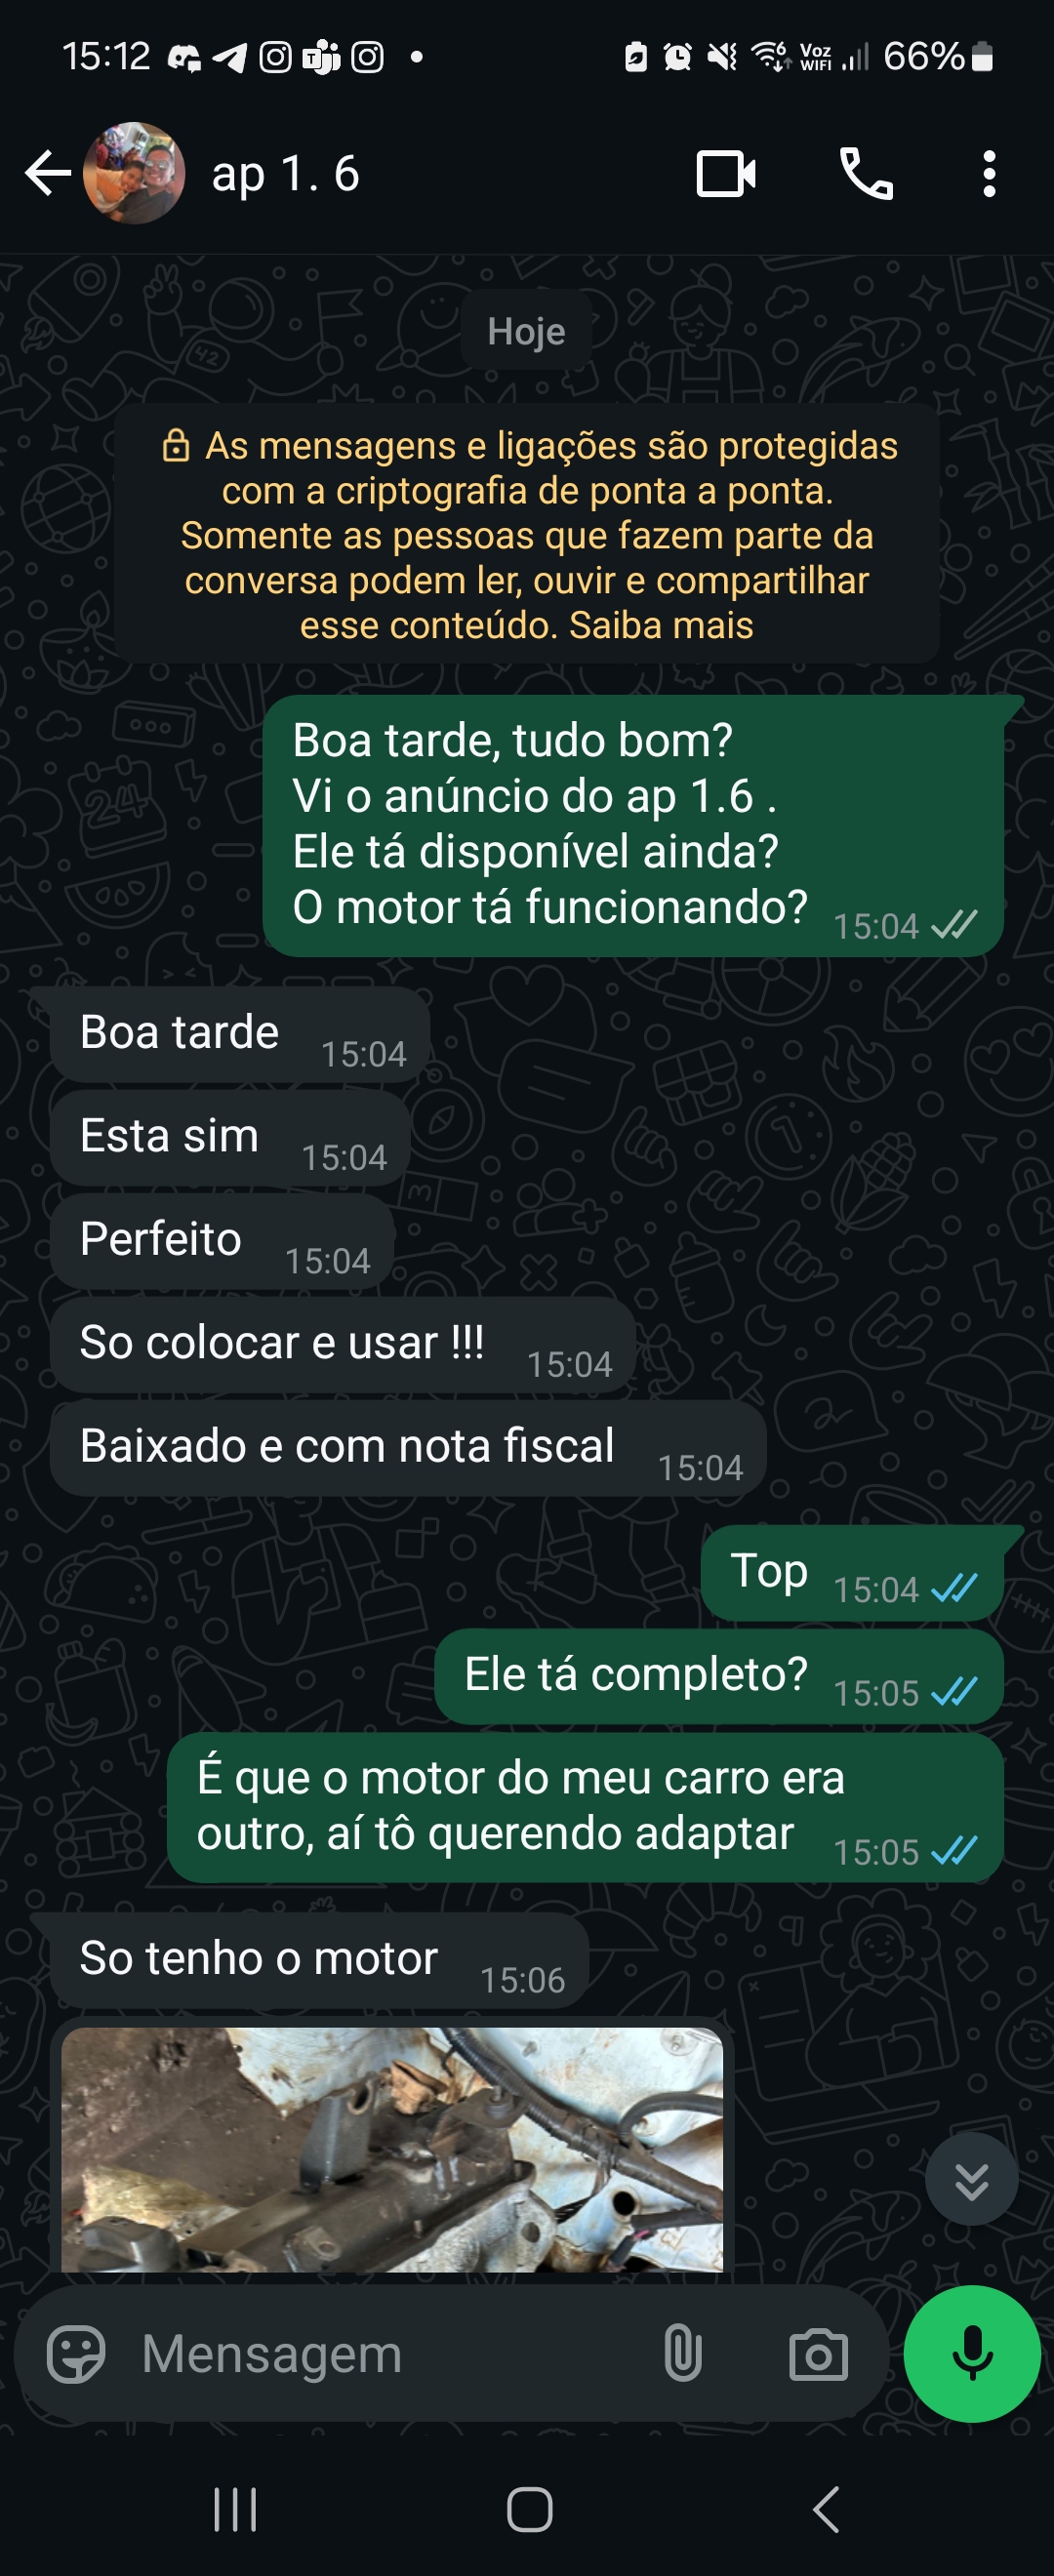 15:12
Voz
WIFI
66%
ap 1. 6
Hoje
As mensagens e ligações são protegidas
com a criptografia de ponta a ponta.
Somente as pessoas que fazem parte da
conversa podem ler, ouvir e compartilhar
esse conteúdo. Saiba mais
Boa tarde, tudo bom?
Vi o anúncio do ap 1.6 .
Ele tá disponível ainda?
O motor tá funcionando? 15:04
Boa tarde 15:04
Esta sim 15:04
Perfeito 15:04
So colocar e usar !!! 15:04
Baixado e com nota fiscal 15:04
Top 15:04
Ele tá completo? 15:05
É que o motor do meu carro era
outro, aí tô querendo adaptar 15:05
So tenho o motor 15:06
Mensagem